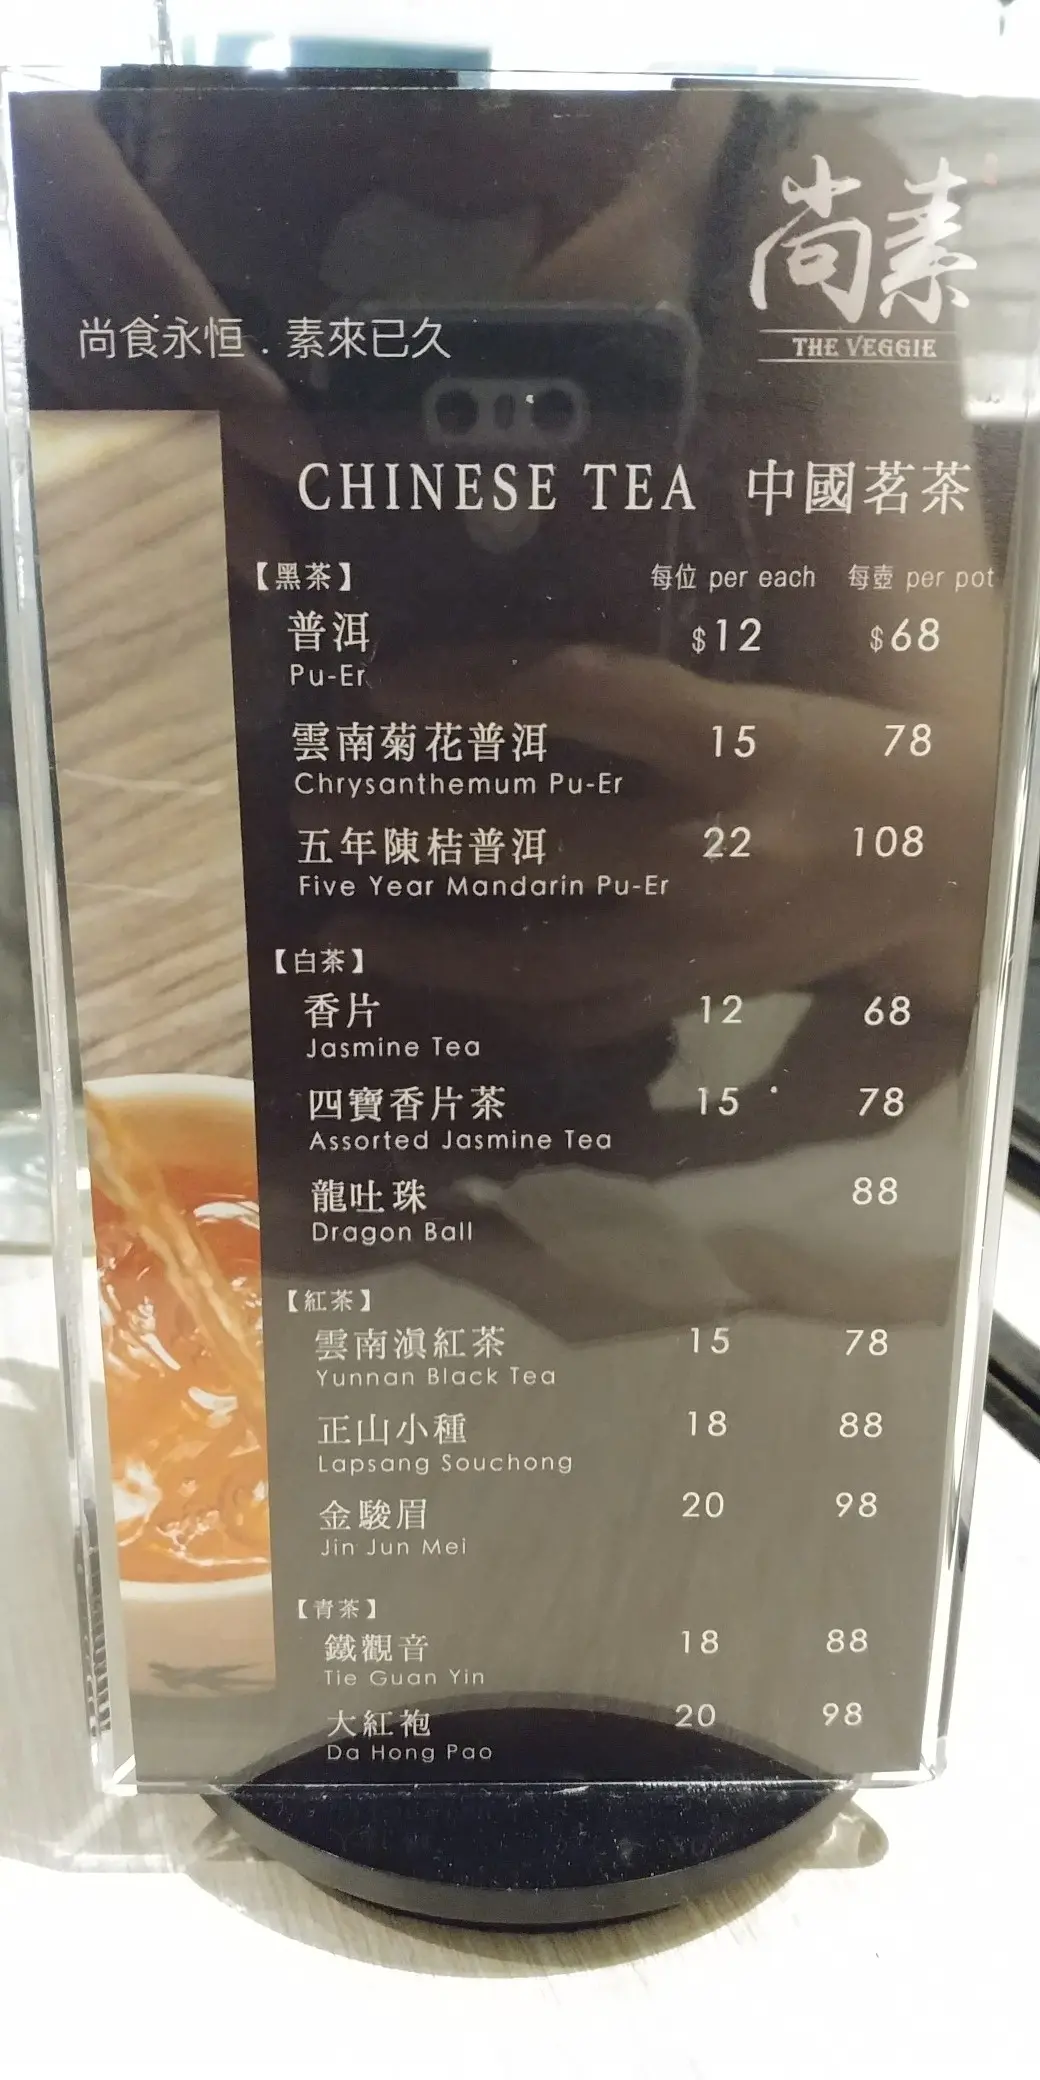 尚素
THE VEGGIE
尚食永恒．素來已久
CHINESE TEA 中國茗茶
【黑茶】 每位 per each 每壺 per pot
普洱 $12 $68
Pu-Er
雲南菊花普洱 15 78
Chrysanthemum Pu-Er
五年陳桔普洱 22 108
Five Year Mandarin Pu-Er
【白茶】
香片 12 68
Jasmine Tea
四寶香片茶 15 78
Assorted Jasmine Tea
龍吐珠 88
Dragon Ball
【紅茶】
雲南滇紅茶 15 78
Yunnan Black Tea
正山小種 18 88
Lapsang Souchong
金駿眉 20 98
Jin Jun Mei
【青茶】
鐵觀音 18 88
Tie Guan Yin
大紅袍 20 98
Da Hong Pao